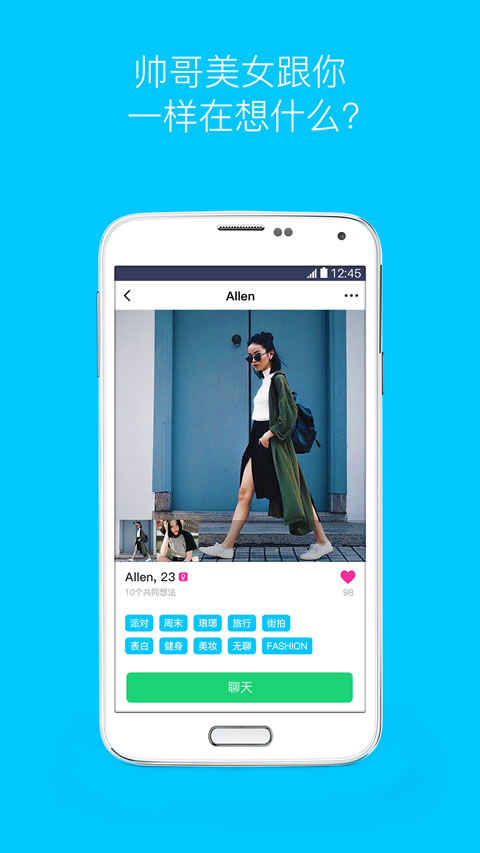 帅哥美女跟你
一样在想什么?
12:45
Allen
Allen, 23
10个共同想法
98
派对 周末 琅琊 旅行 街拍
表白 健身 美妆 无聊 FASHION
聊天